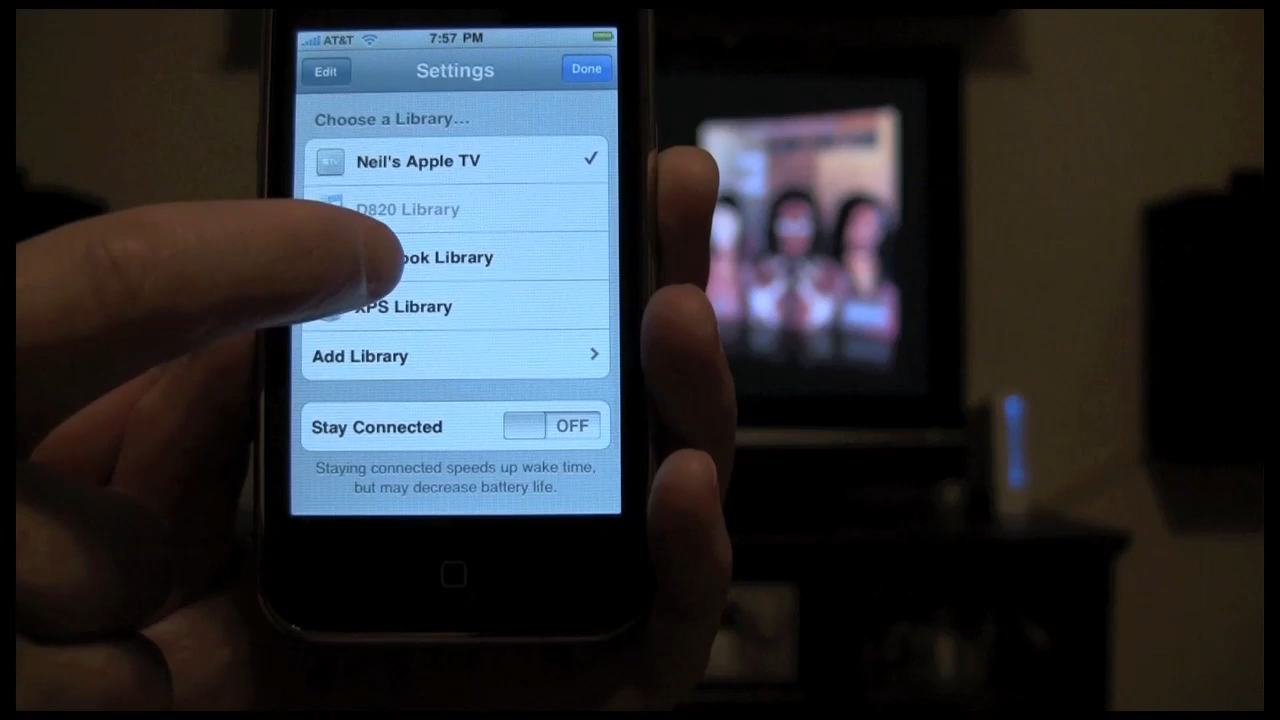 AT&T 7:57 PM
Edit Settings Done
Choose a Library...
Neil's Apple TV
D820 Library
Library
XPS Library
Add Library
Stay Connected OFF
Staying connected speeds up wake time,
but may decrease battery life.